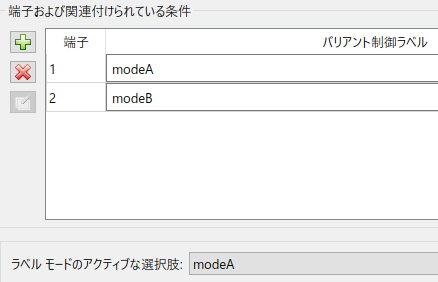 端子および関連付けられている条件
端子 バリアント制御ラベル
1 modeA
2 modeB
ラベル モードのアクティブな選択肢: modeA